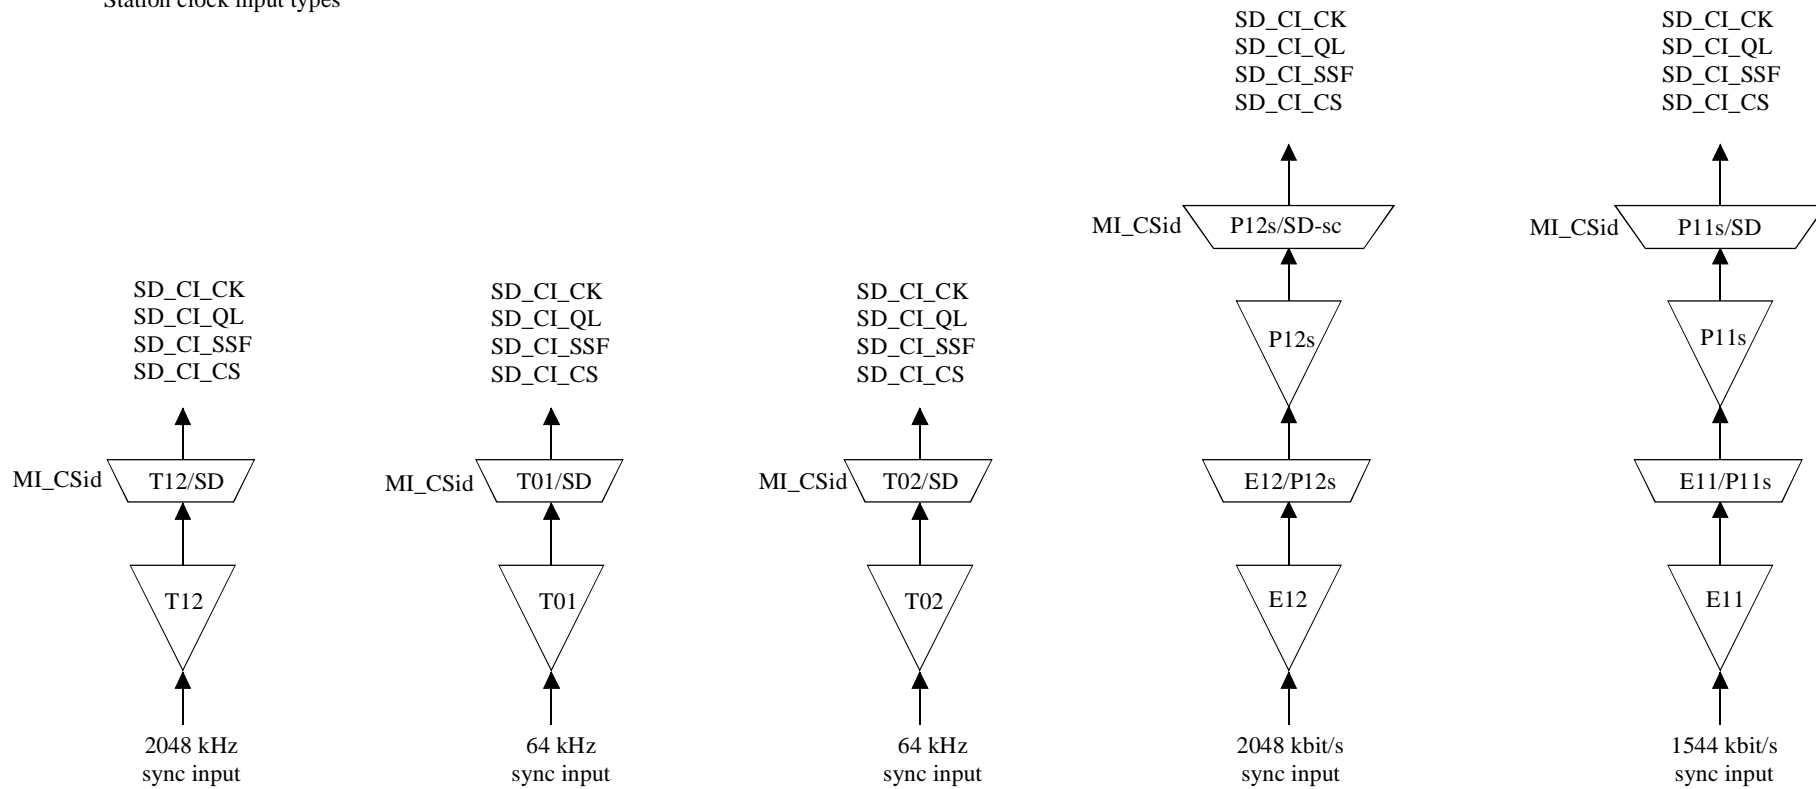 Station clock input types
SD_CI_CK
SD_CI_QL
SD_CI_SSF
SD_CI_CS
MI_CSid
T12/SD
T12
2048 kHz
sync input
SD_CI_CK
SD_CI_QL
SD_CI_SSF
SD_CI_CS
MI_CSid
T01/SD
T01
64 kHz
sync input
SD_CI_CK
SD_CI_QL
SD_CI_SSF
SD_CI_CS
MI_CSid
T02/SD
T02
64 kHz
sync input
SD_CI_CK
SD_CI_QL
SD_CI_SSF
SD_CI_CS
MI_CSid
P12s/SD-sc
P12s
E12/P12s
E12
2048 kbit/s
sync input
SD_CI_CK
SD_CI_QL
SD_CI_SSF
SD_CI_CS
MI_CSid
P11s/SD
P11s
E11/P11s
E11
1544 kbit/s
sync input